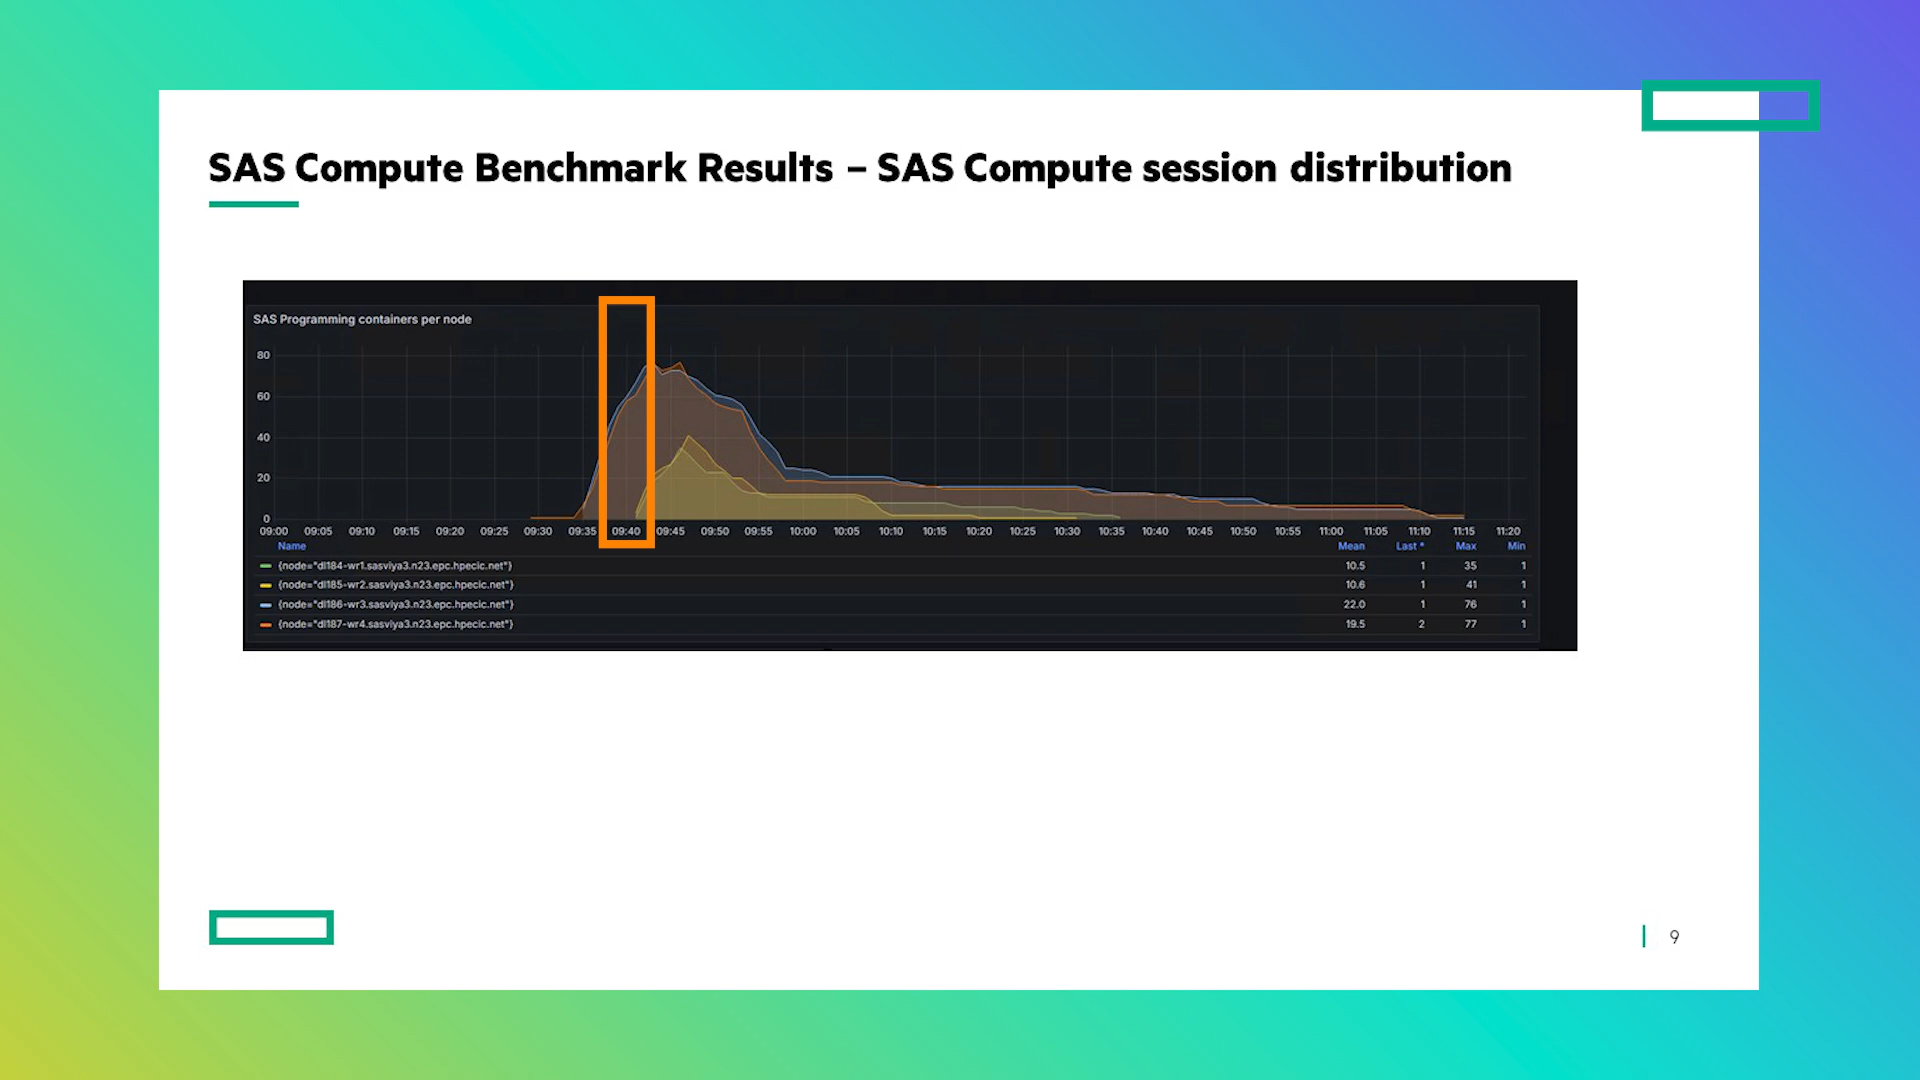 SAS Compute Benchmark Results – SAS Compute session distribution
SAS Programming containers per node
80
60
40
20
0
09:00 09:05 09:10 09:15 09:20 09:25 09:30 09:35 09:40 09:45 09:50 09:55 10:00 10:05 10:10 10:15 10:20 10:25 10:30 10:35 10:40 10:45 10:50 10:55 11:00 11:05 11:10 11:15 11:20
Name Mean Last * Max Min
{node="dl184-wr1.sasviya3.n23.epc.hpecic.net"} 10.5 1 35 1
{node="dl185-wr2.sasviya3.n23.epc.hpecic.net"} 10.6 1 41 1
{node="dl186-wr3.sasviya3.n23.epc.hpecic.net"} 22.0 1 76 1
{node="dl187-wr4.sasviya3.n23.epc.hpecic.net"} 19.5 2 77 1
9